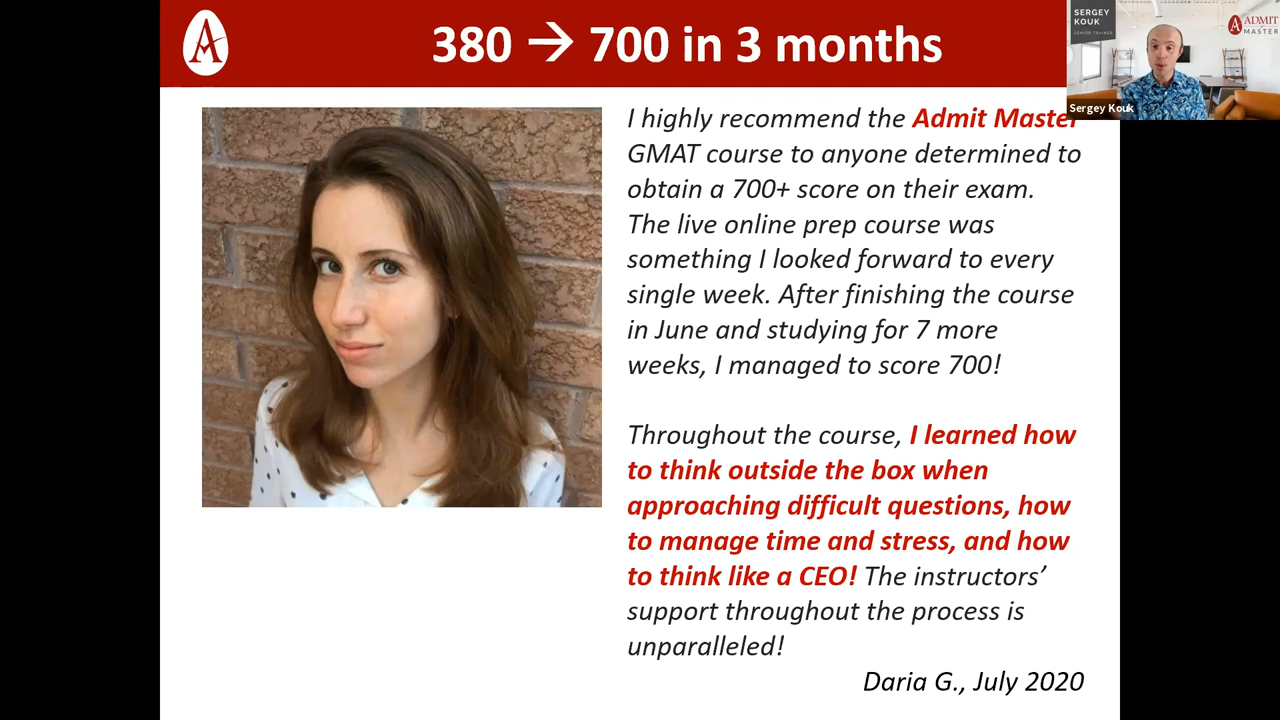 380 → 700 in 3 months
SERGEY
KOUK
SENIOR TRAINER
ADMIT
MASTER
Sergey Kouk
I highly recommend the Admit Master
GMAT course to anyone determined to
obtain a 700+ score on their exam.
The live online prep course was
something I looked forward to every
single week. After finishing the course
in June and studying for 7 more
weeks, I managed to score 700!
Throughout the course, I learned how
to think outside the box when
approaching difficult questions, how
to manage time and stress, and how
to think like a CEO! The instructors’
support throughout the process is
unparalleled!
Daria G., July 2020